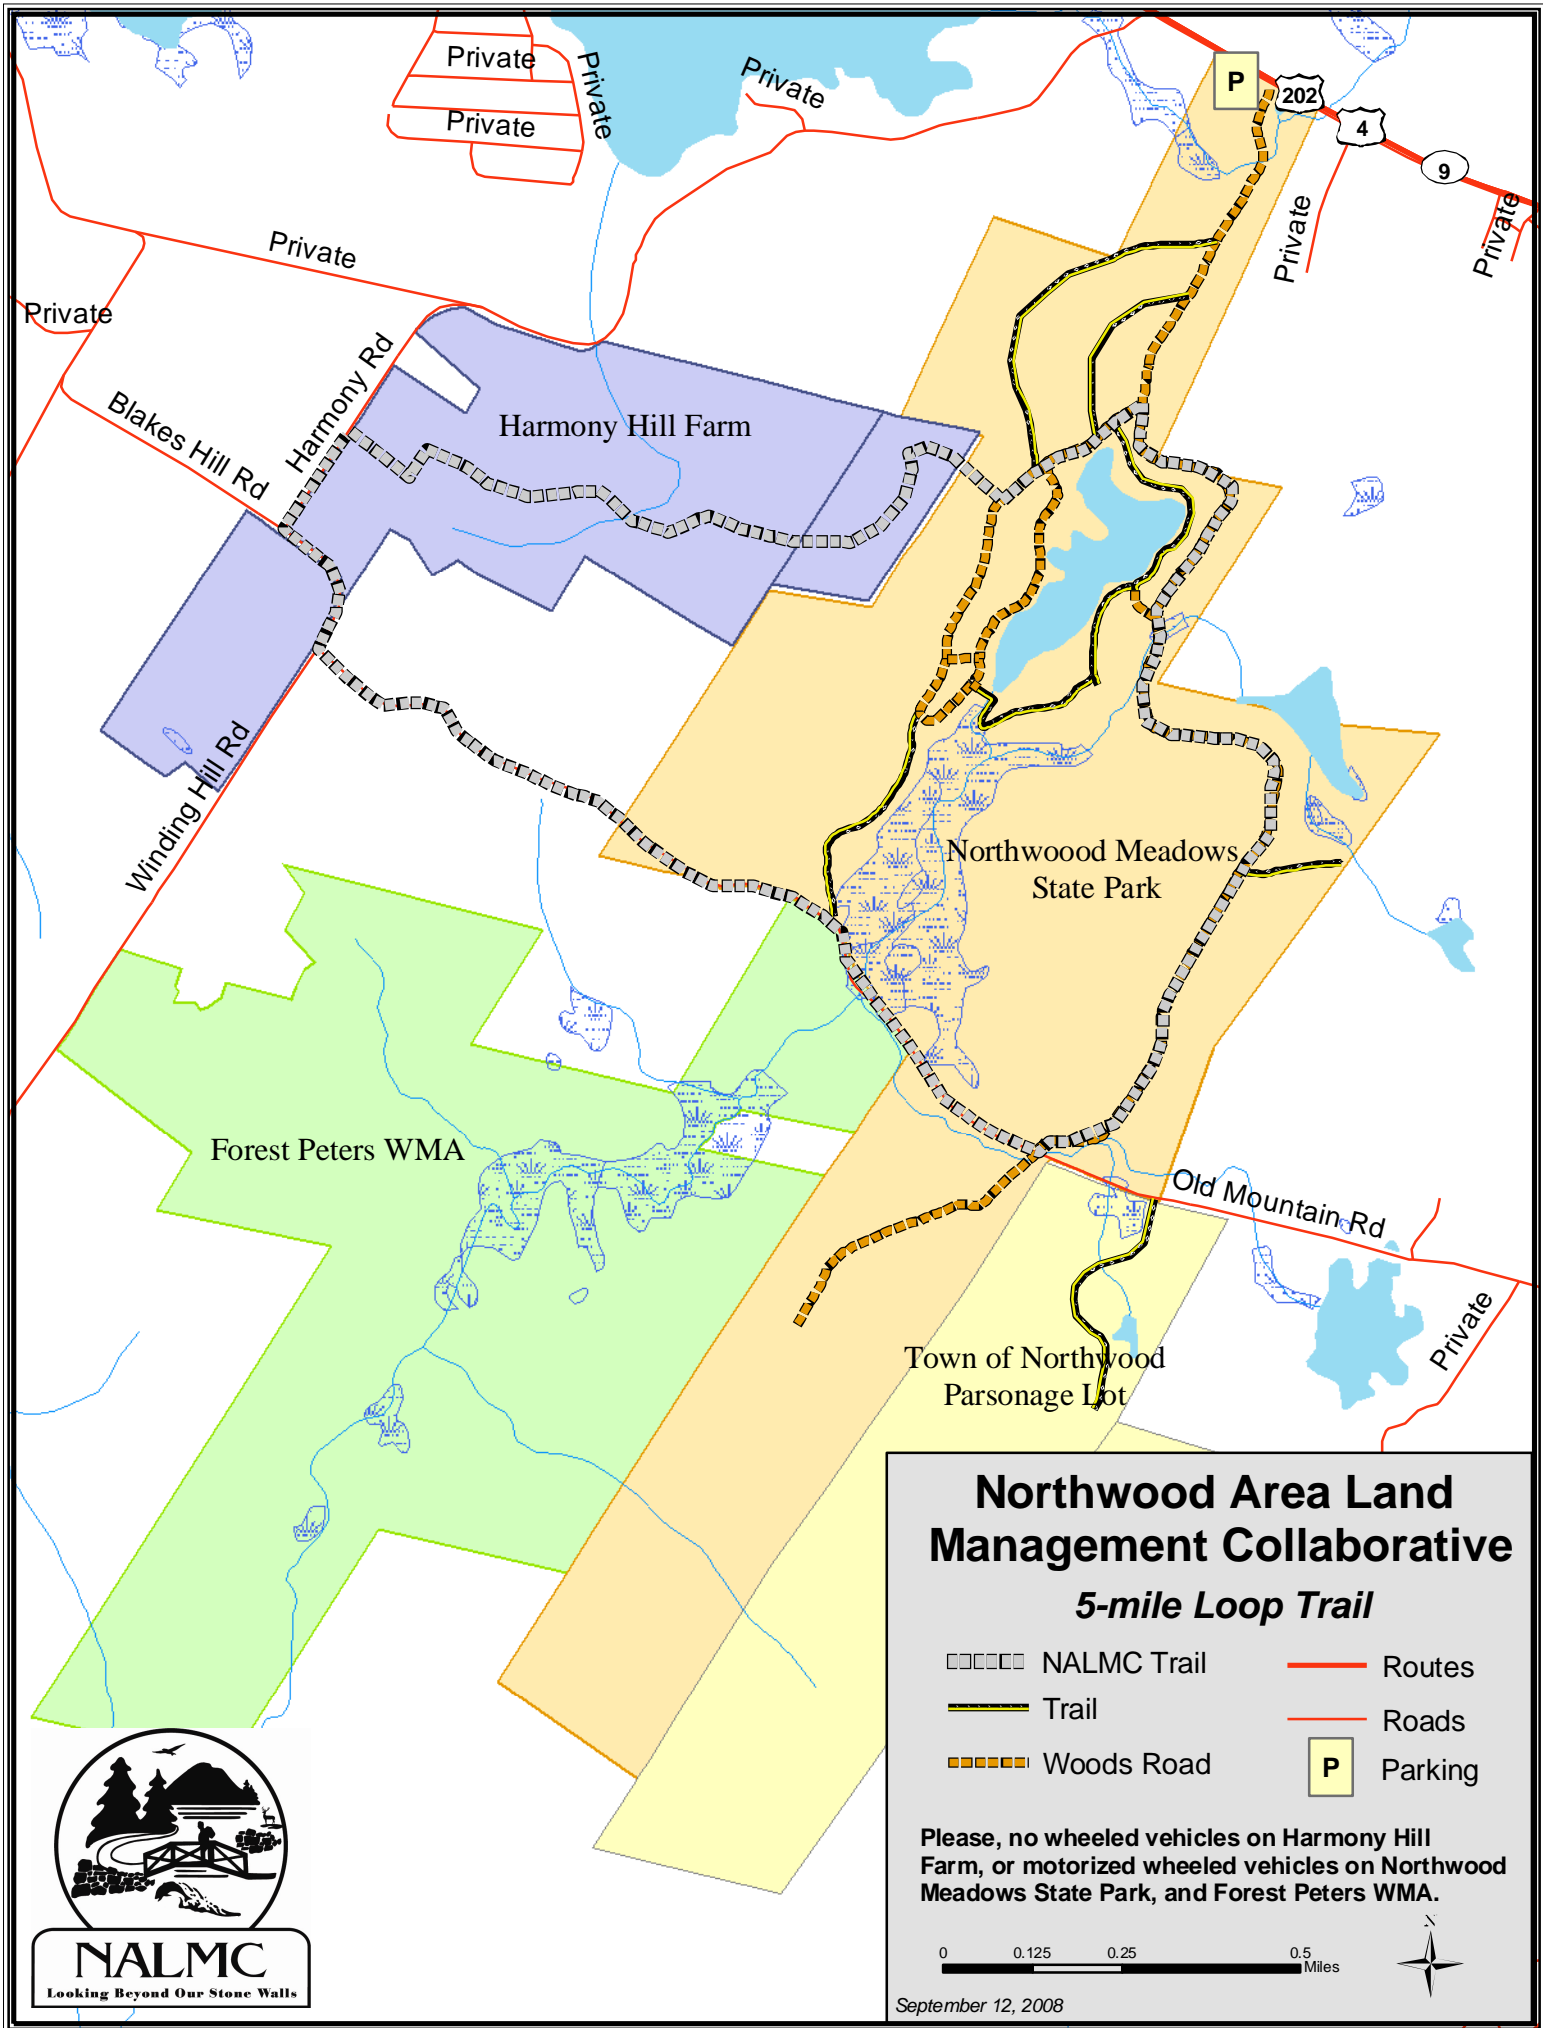 Private
Private
Private
Private
P
202
4
9
Private
Private
Private
Private
Harmony Rd
Blakes Hill Rd
Harmony Hill Farm
Winding Hill Rd
Northwoood Meadows
State Park
Forest Peters WMA
Old Mountain Rd
Private
Town of Northwood
Parsonage Lot
Northwood Area Land
Management Collaborative
5-mile Loop Trail
NALMC Trail
Routes
Trail
Roads
Woods Road
P
Parking
Please, no wheeled vehicles on Harmony Hill
Farm, or motorized wheeled vehicles on Northwood
Meadows State Park, and Forest Peters WMA.
N
0 0.125 0.25 0.5
Miles
September 12, 2008
NALMC
Looking Beyond Our Stone Walls